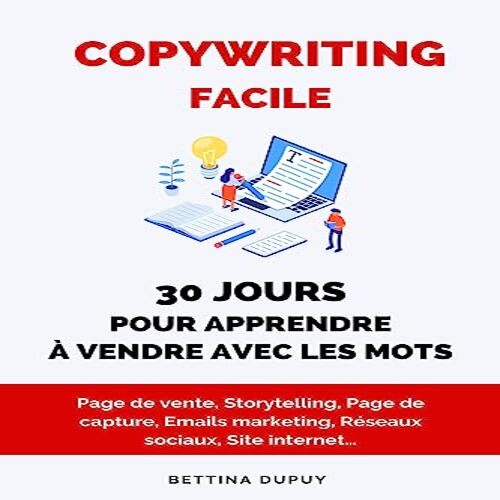 COPYWRITING
FACILE
T
30 JOURS
POUR APPRENDRE
À VENDRE AVEC LES MOTS
Page de vente, Storytelling, Page de
capture, Emails marketing, Réseaux
sociaux, Site internet...
BETTINA DUPUY